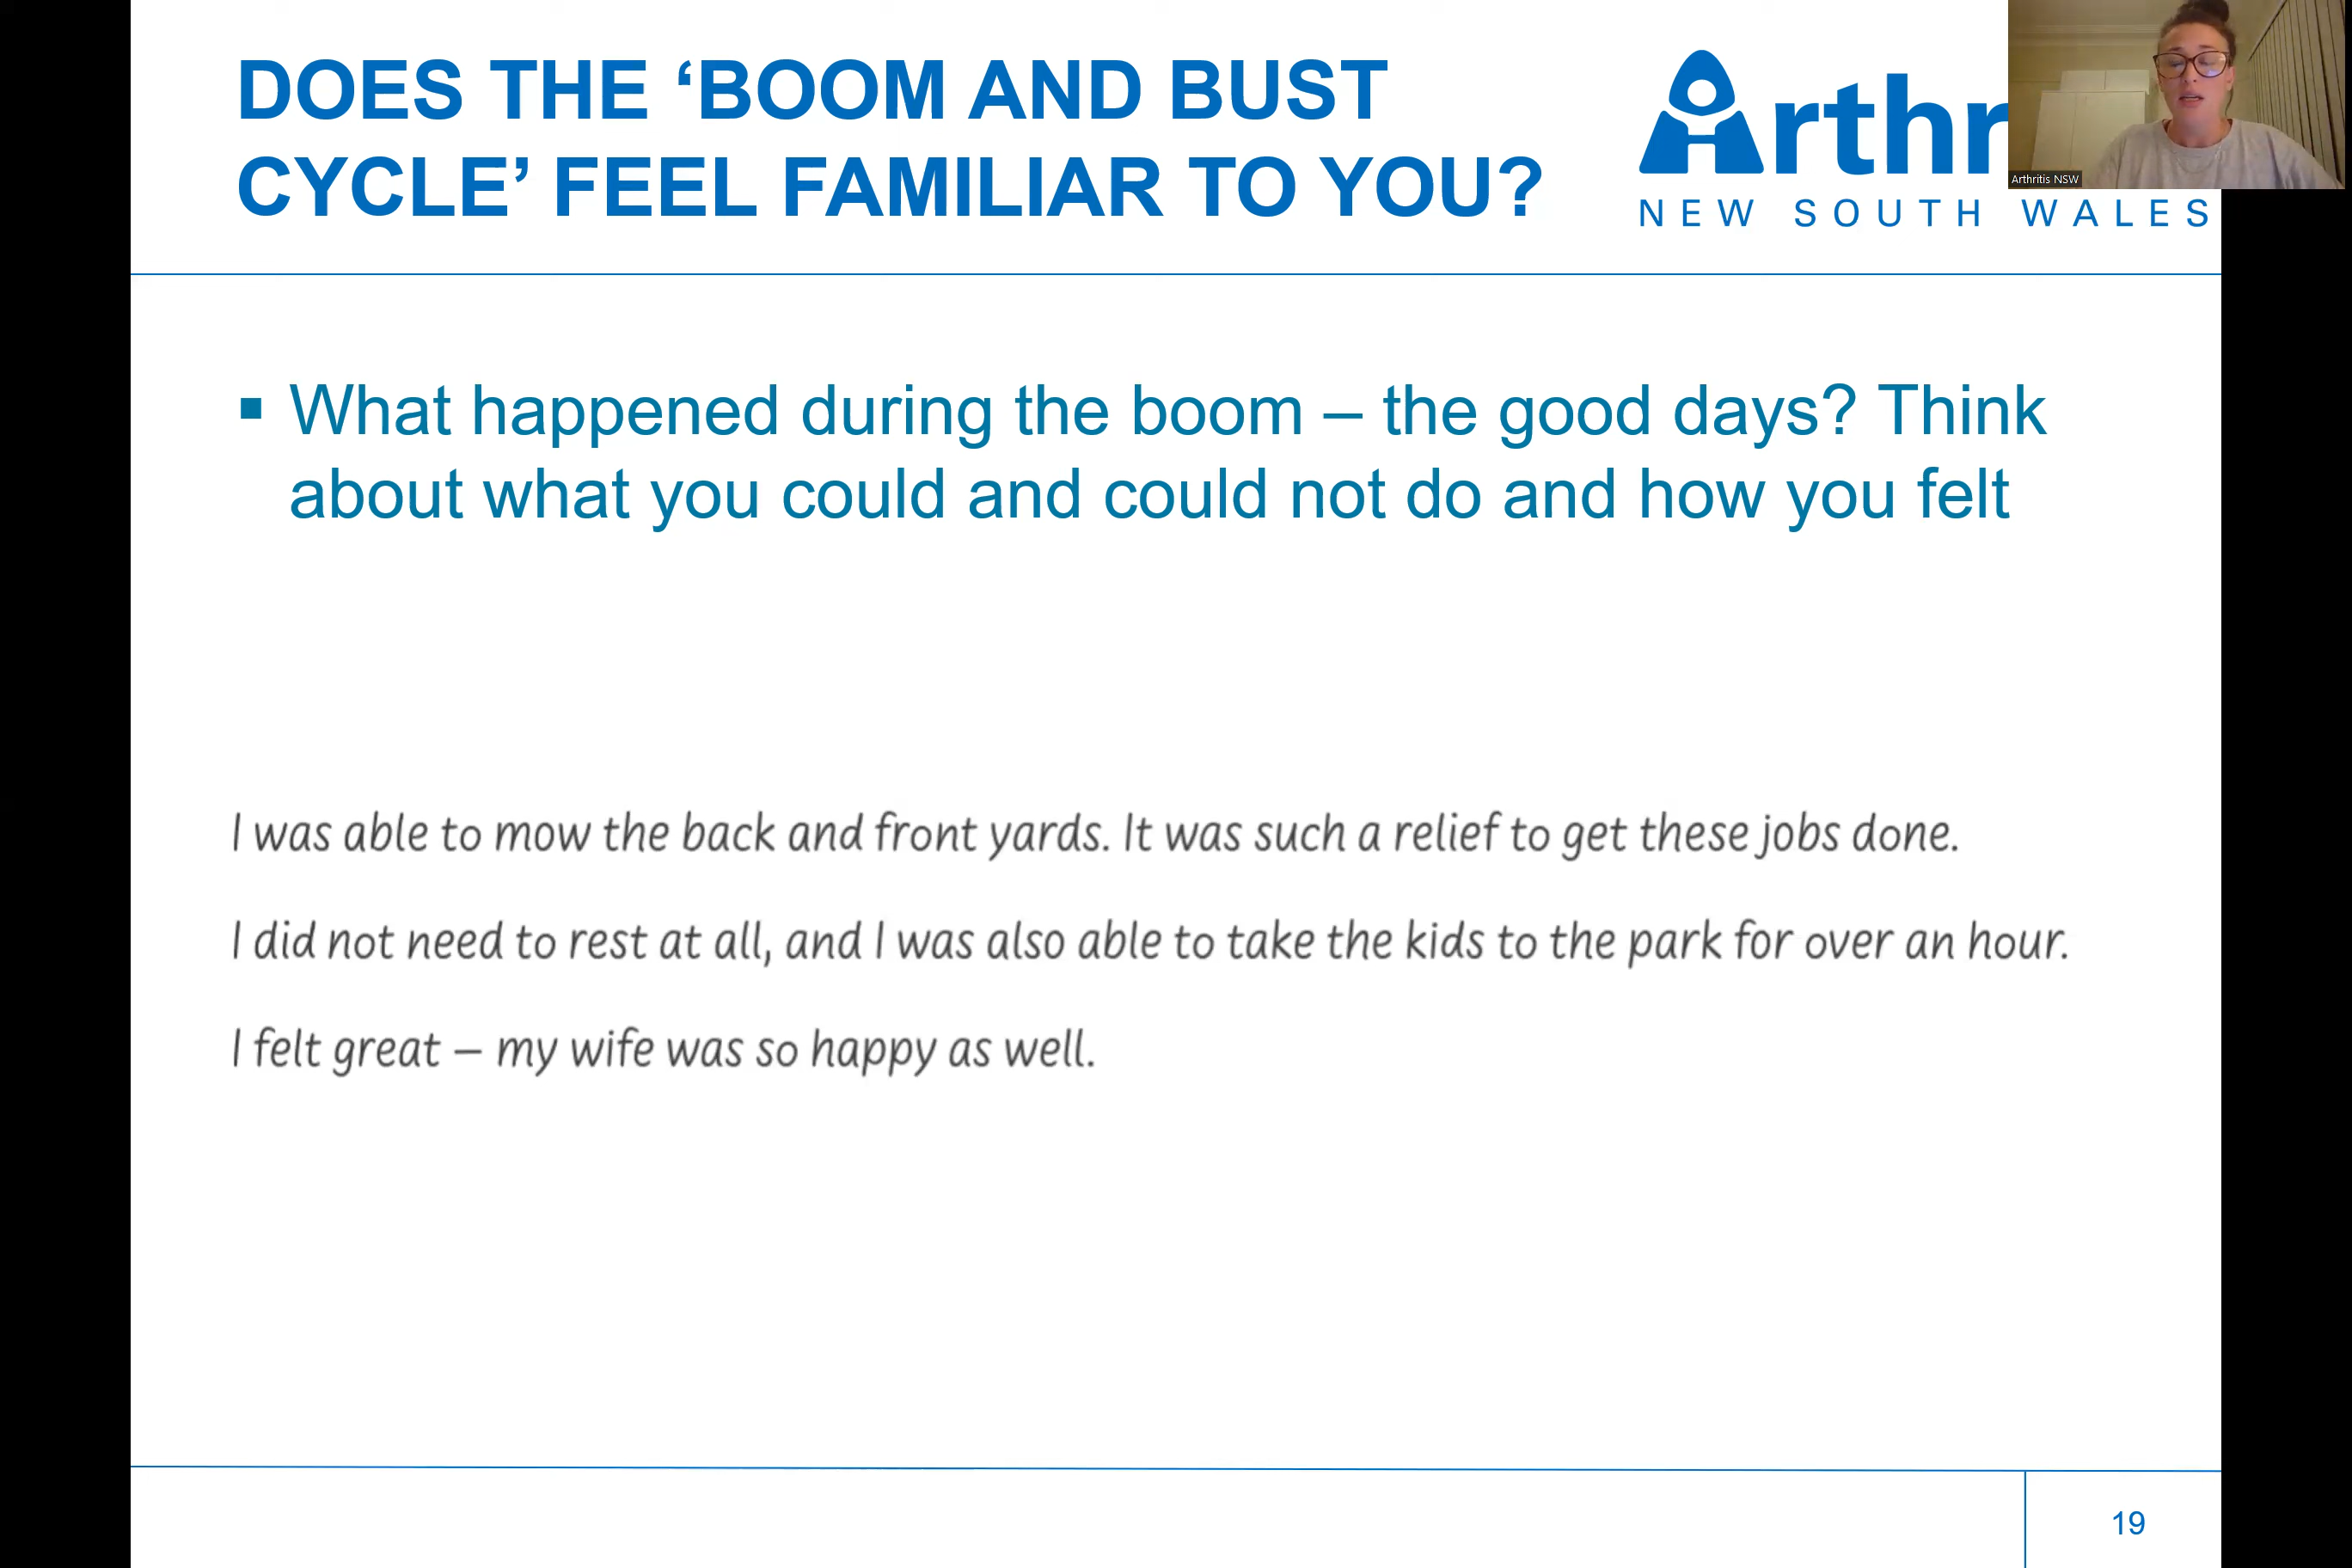 DOES THE ‘BOOM AND BUST
CYCLE’ FEEL FAMILIAR TO YOU?
Arthr
NEW SOUTH WALES
Arthritis NSW
▪ What happened during the boom – the good days? Think
about what you could and could not do and how you felt
I was able to mow the back and front yards. It was such a relief to get these jobs done.
I did not need to rest at all, and I was also able to take the kids to the park for over an hour.
I felt great – my wife was so happy as well.
19